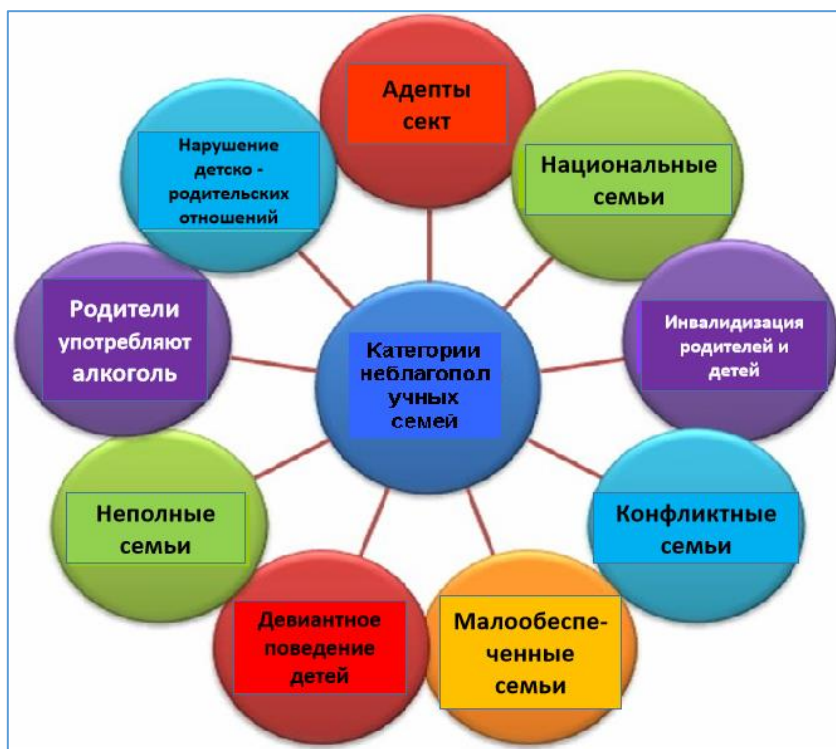 Адепты
сект
Национальные
семьи
Инвалидизация
родителей и
детей
Конфликтные
семьи
Малообеспе-
ченные
семьи
Девиантное
поведение
детей
Неполные
семьи
Родители
употребляют
алкоголь
Нарушение
детско -
родительских
отношений
Категории
неблагопол
учных
семей